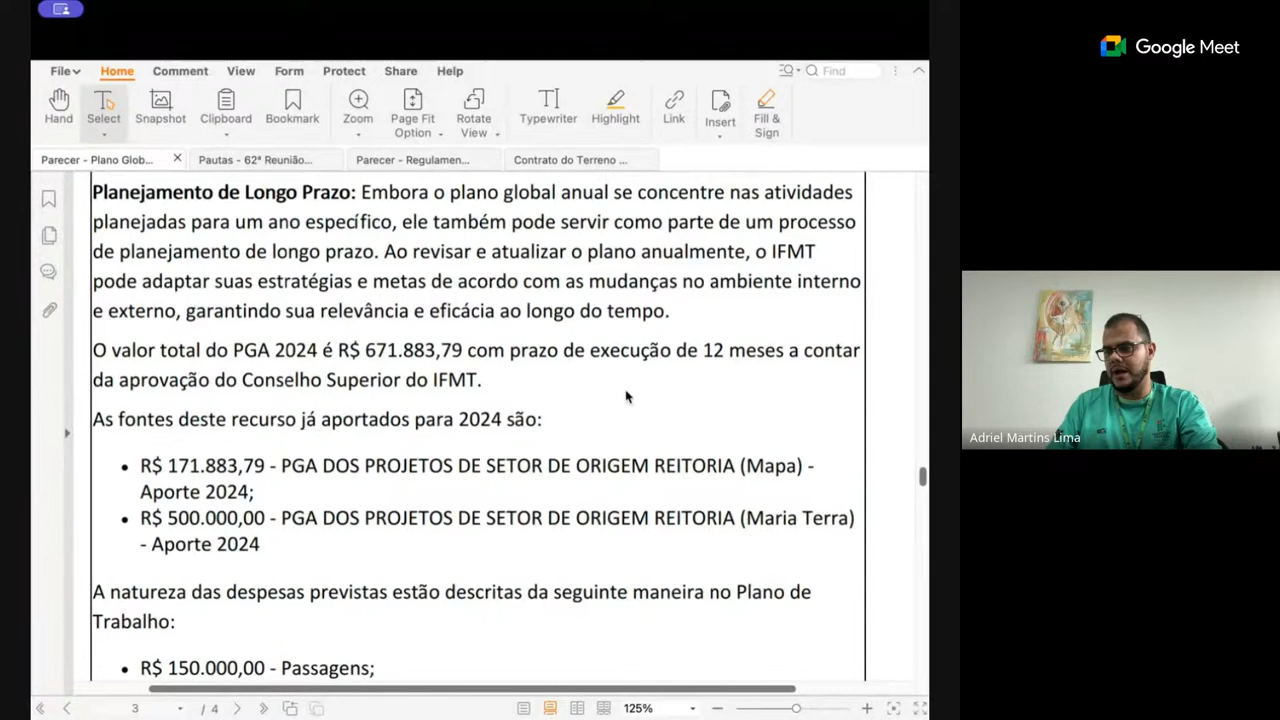 Google Meet
File Home Comment View Form Protect Share Help Find
Hand Select Snapshot Clipboard Bookmark Zoom Page Fit Option Rotate View Typewriter Highlight Link Insert Fill & Sign
Parecer - Plano Glob... Pautas - 62ª Reunião... Parecer - Regulamen... Contrato do Terreno ...
Planejamento de Longo Prazo: Embora o plano global anual se concentre nas atividades
planejadas para um ano específico, ele também pode servir como parte de um processo
de planejamento de longo prazo. Ao revisar e atualizar o plano anualmente, o IFMT
pode adaptar suas estratégias e metas de acordo com as mudanças no ambiente interno
e externo, garantindo sua relevância e eficácia ao longo do tempo.
O valor total do PGA 2024 é R$ 671.883,79 com prazo de execução de 12 meses a contar
da aprovação do Conselho Superior do IFMT.
As fontes deste recurso já aportados para 2024 são:
• R$ 171.883,79 - PGA DOS PROJETOS DE SETOR DE ORIGEM REITORIA (Mapa) -
Aporte 2024;
• R$ 500.000,00 - PGA DOS PROJETOS DE SETOR DE ORIGEM REITORIA (Maria Terra)
- Aporte 2024
A natureza das despesas previstas estão descritas da seguinte maneira no Plano de
Trabalho:
• R$ 150.000,00 - Passagens;
3 / 4 125%
Adriel Martins Lima